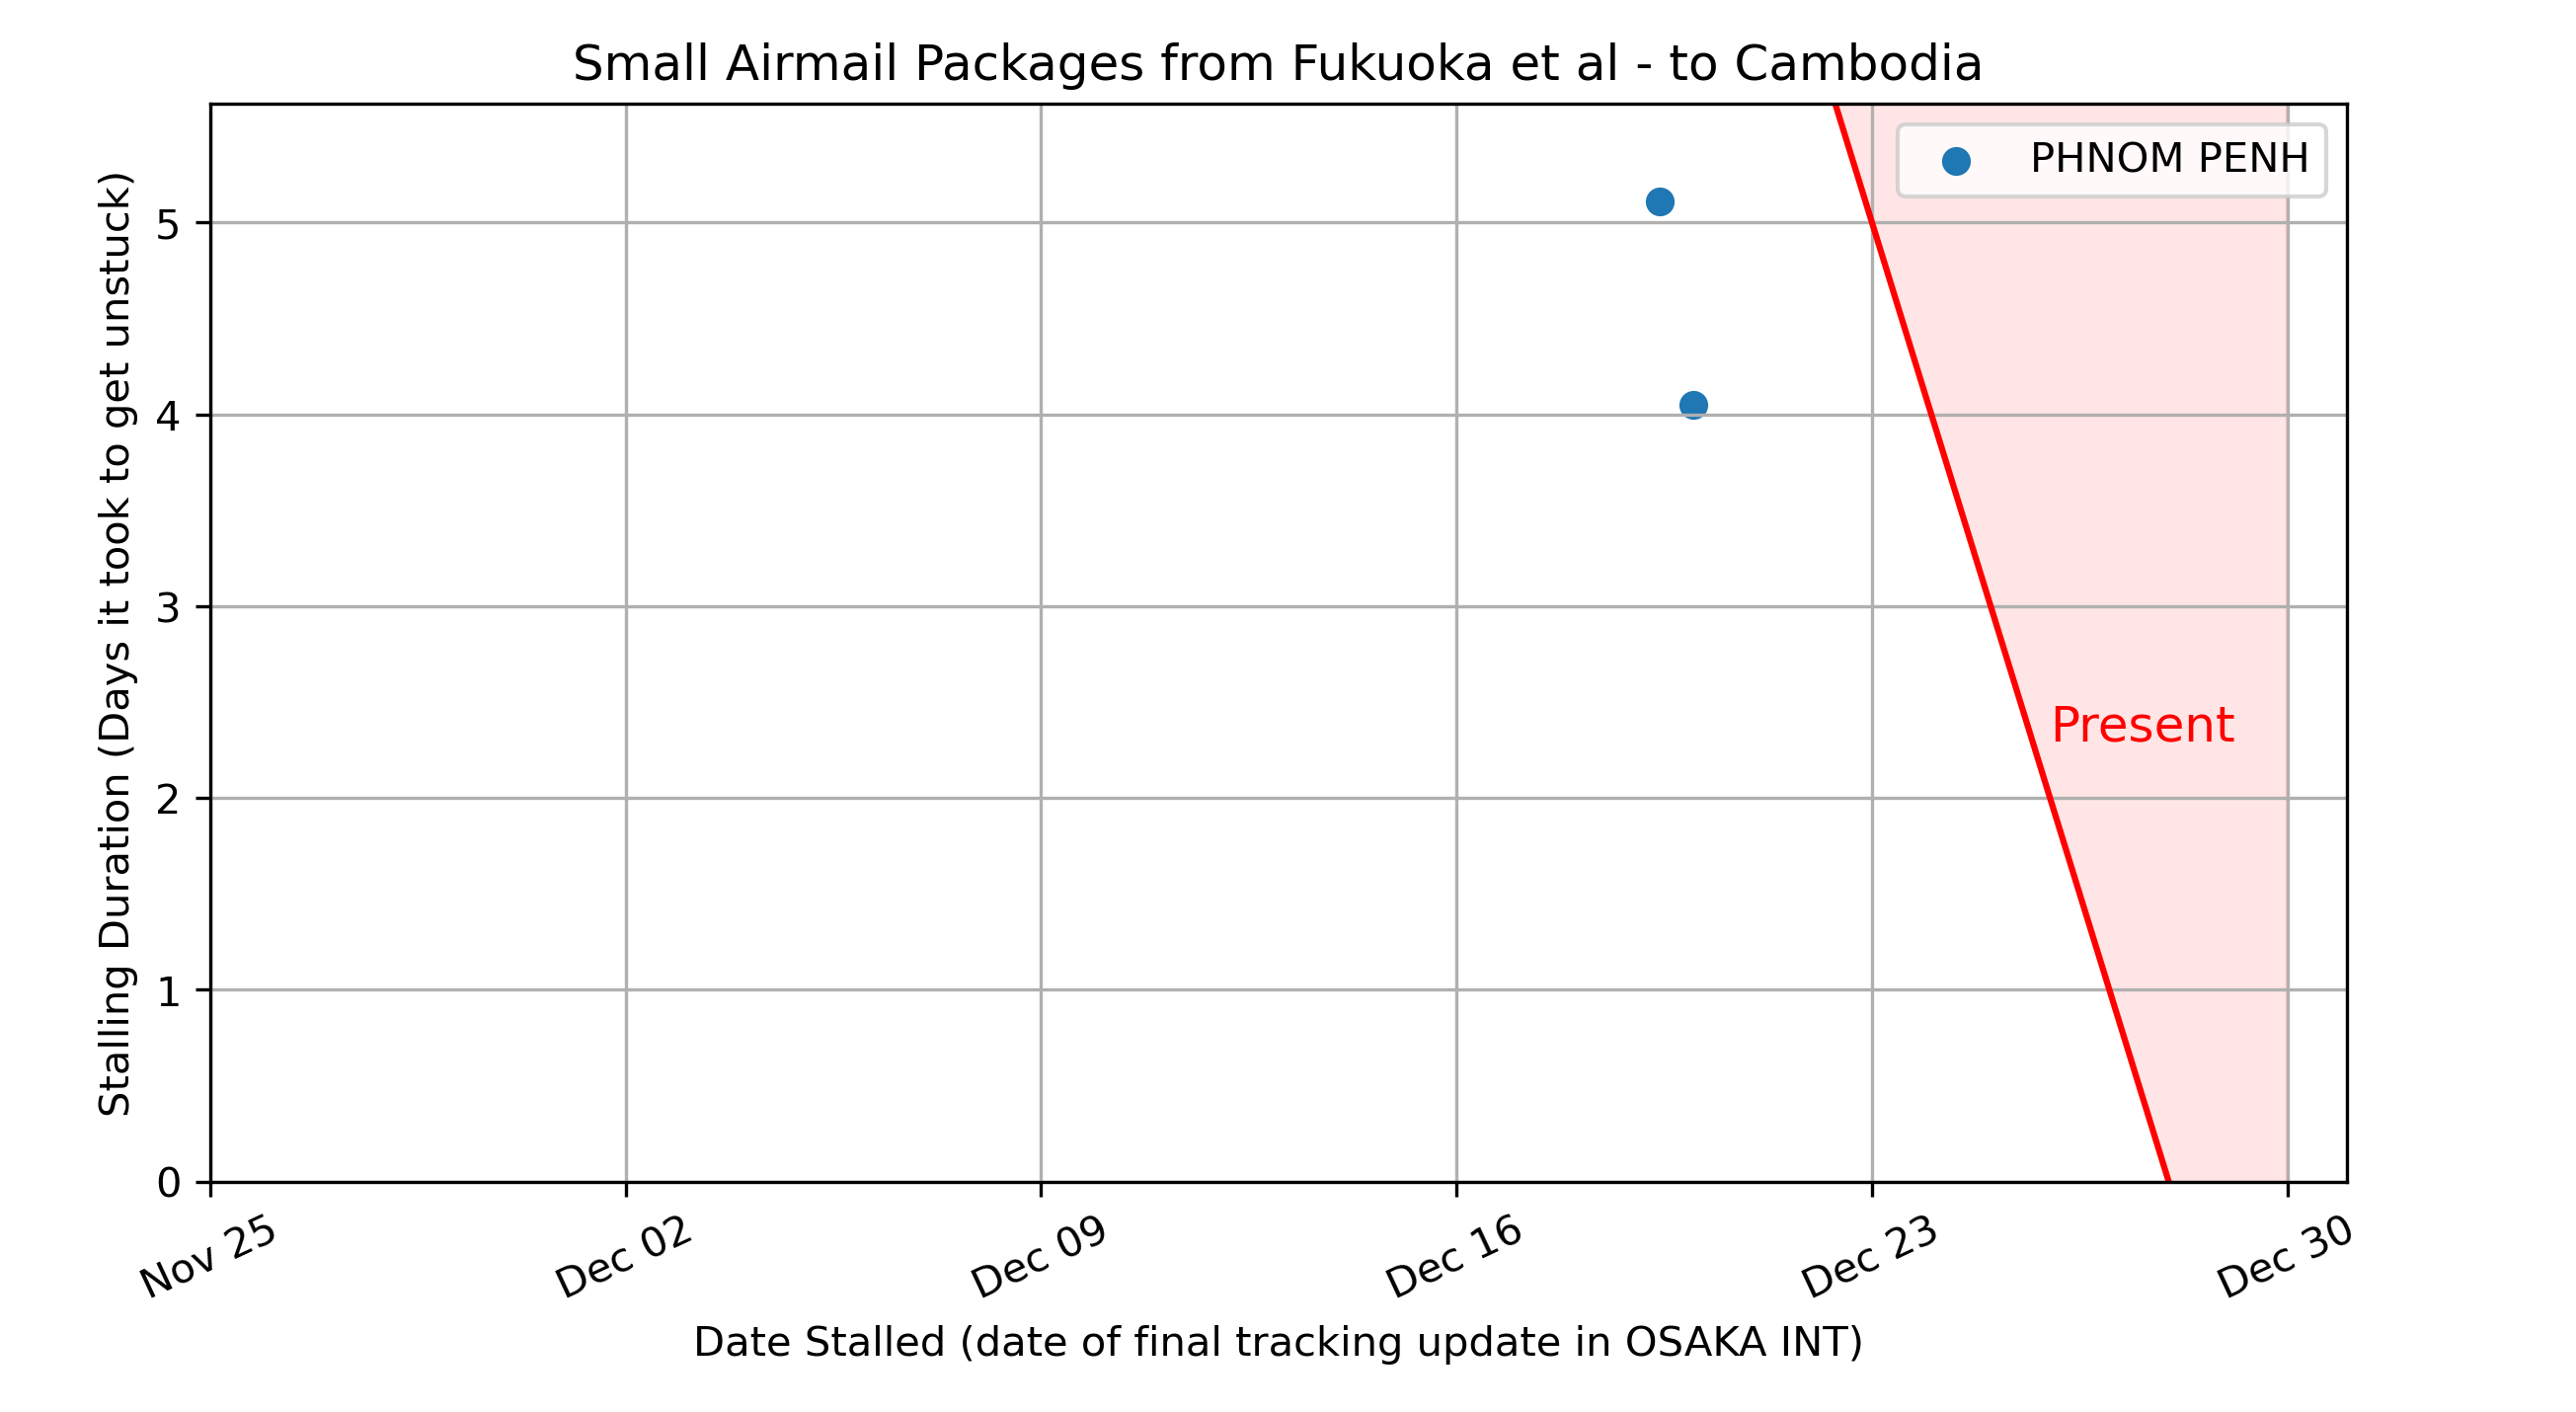 Small Airmail Packages from Fukuoka et al - to Cambodia
PHNOM PENH
Stalling Duration (Days it took to get unstuck)
5
4
3
2
1
0
Present
Nov 25
Dec 02
Dec 09
Dec 16
Dec 23
Dec 30
Date Stalled (date of final tracking update in OSAKA INT)